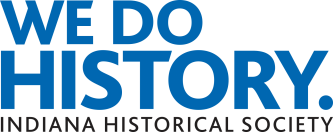 WE DO
HISTORY.
INDIANA HISTORICAL SOCIETY